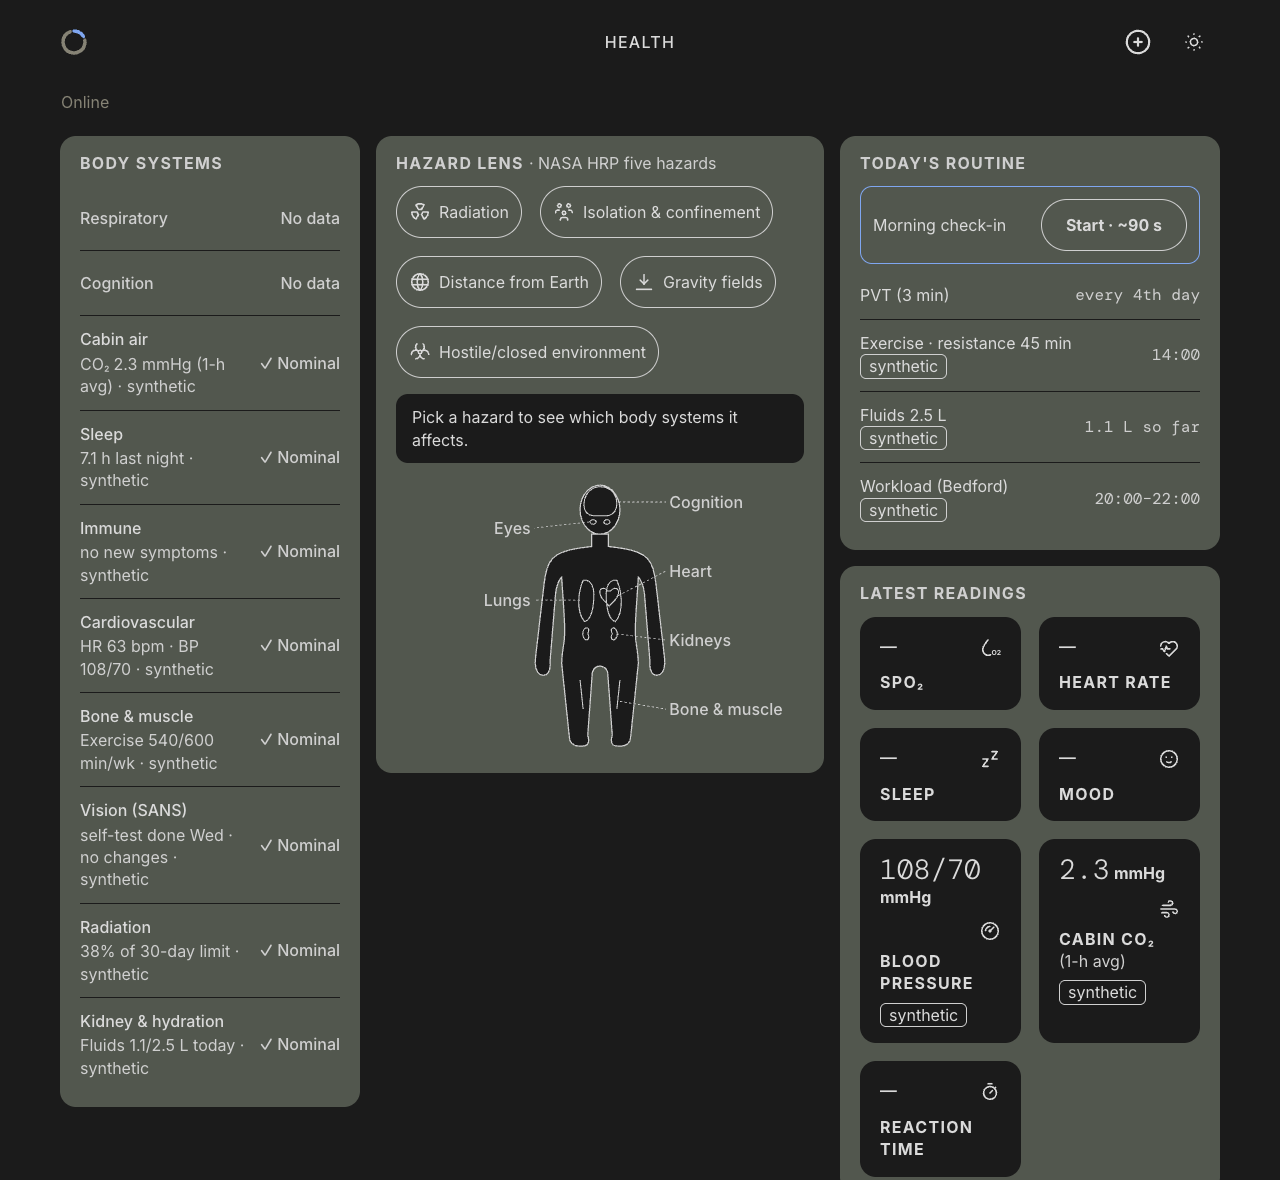 HEALTH
Online
BODY SYSTEMS
Respiratory No data
Cognition No data
Cabin air
CO₂ 2.3 mmHg (1-h
avg) · synthetic
✓ Nominal
Sleep
7.1 h last night ·
synthetic
✓ Nominal
Immune
no new symptoms ·
synthetic
✓ Nominal
Cardiovascular
HR 63 bpm · BP
108/70 · synthetic
✓ Nominal
Bone & muscle
Exercise 540/600
min/wk · synthetic
✓ Nominal
Vision (SANS)
self-test done Wed ·
no changes ·
synthetic
✓ Nominal
Radiation
38% of 30-day limit ·
synthetic
✓ Nominal
Kidney & hydration
Fluids 1.1/2.5 L today ·
synthetic
✓ Nominal
HAZARD LENS · NASA HRP five hazards
Radiation
Isolation & confinement
Distance from Earth
Gravity fields
Hostile/closed environment
Pick a hazard to see which body systems it
affects.
Cognition
Eyes
Heart
Lungs
Kidneys
Bone & muscle
TODAY'S ROUTINE
Morning check-in
Start · ~90 s
PVT (3 min) every 4th day
Exercise · resistance 45 min
synthetic
14:00
Fluids 2.5 L
synthetic
1.1 L so far
Workload (Bedford)
synthetic
20:00–22:00
LATEST READINGS
—
O2
SPO₂
—
HEART RATE
—
zZ
SLEEP
—
MOOD
108/70
mmHg
BLOOD
PRESSURE
synthetic
2.3 mmHg
CABIN CO₂
(1-h avg)
synthetic
—
REACTION
TIME